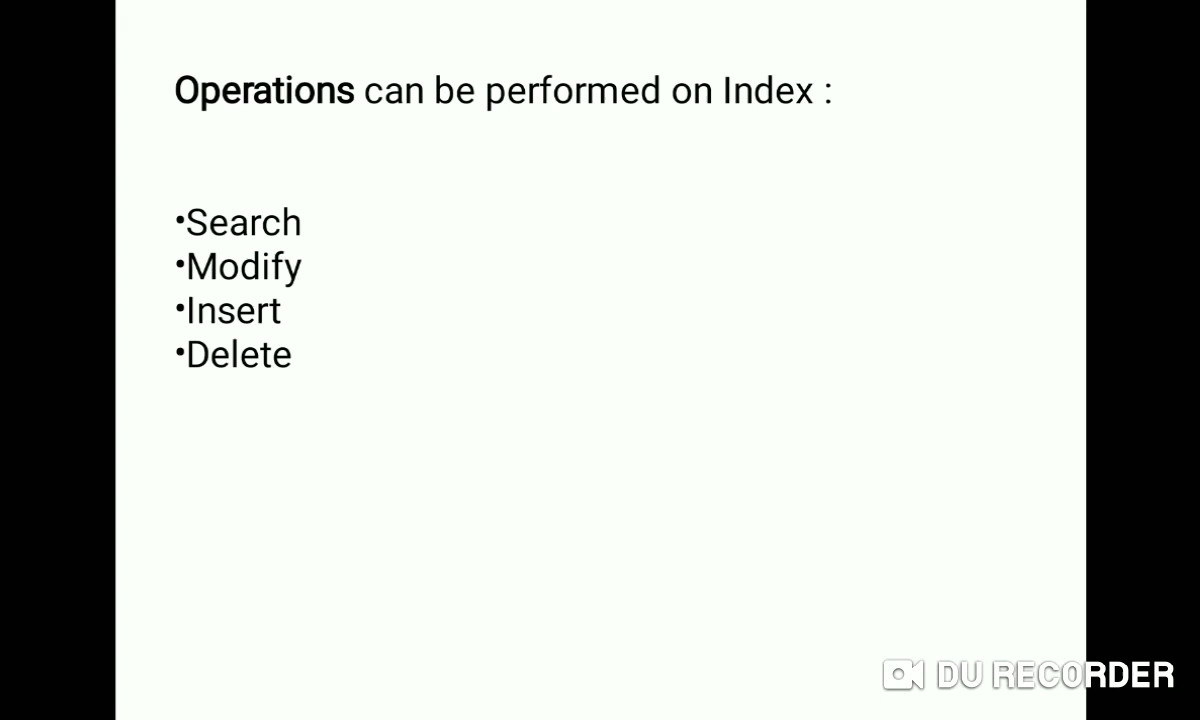 Operations can be performed on Index :
•Search
•Modify
•Insert
•Delete
DU RECORDER